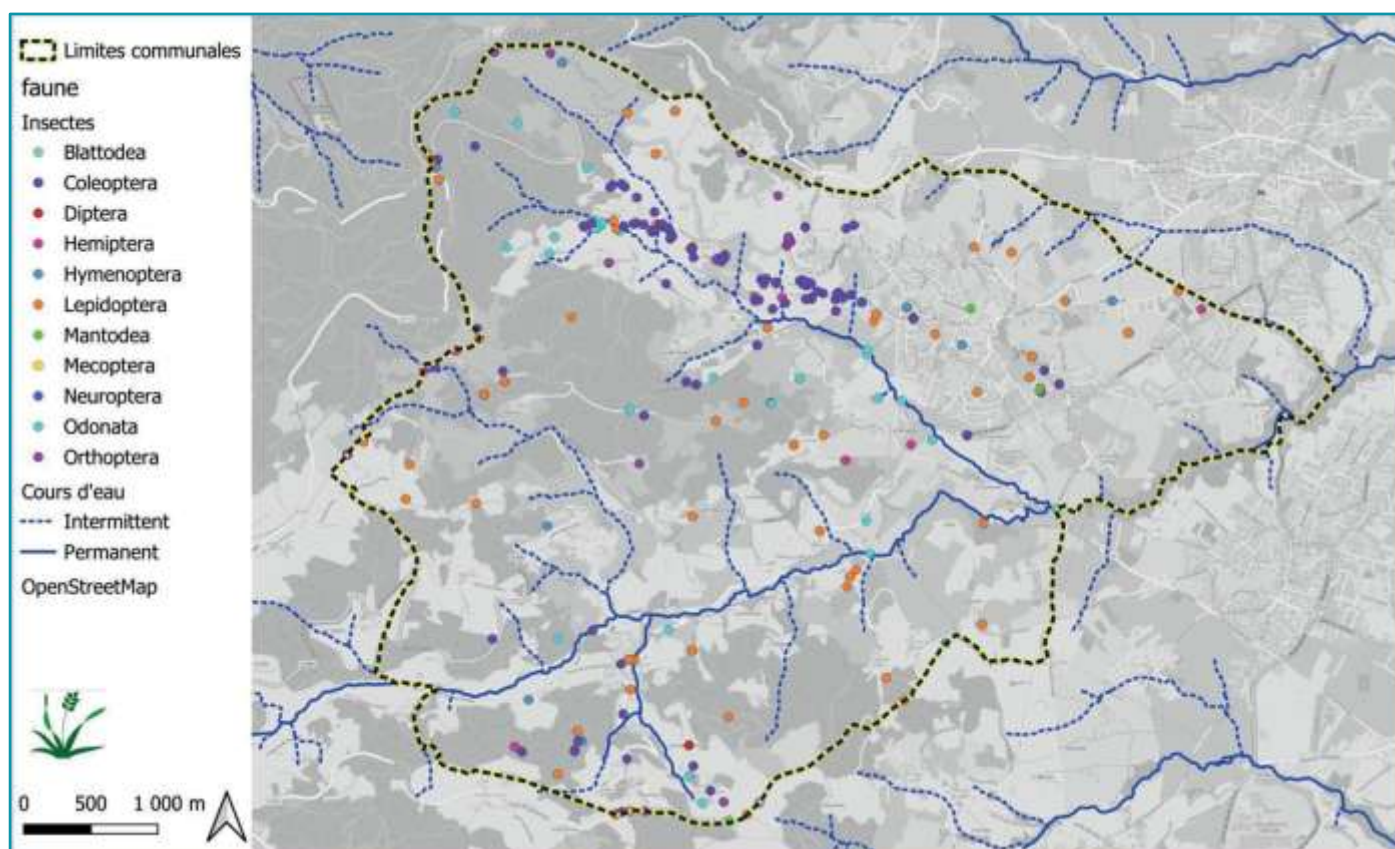 Limites communales
faune
Insectes
Blattodea
Coleoptera
Diptera
Hemiptera
Hymenoptera
Lepidoptera
Mantodea
Mecoptera
Neuroptera
Odonata
Orthoptera
Cours d'eau
Intermittent
Permanent
OpenStreetMap
0 500 1 000 m